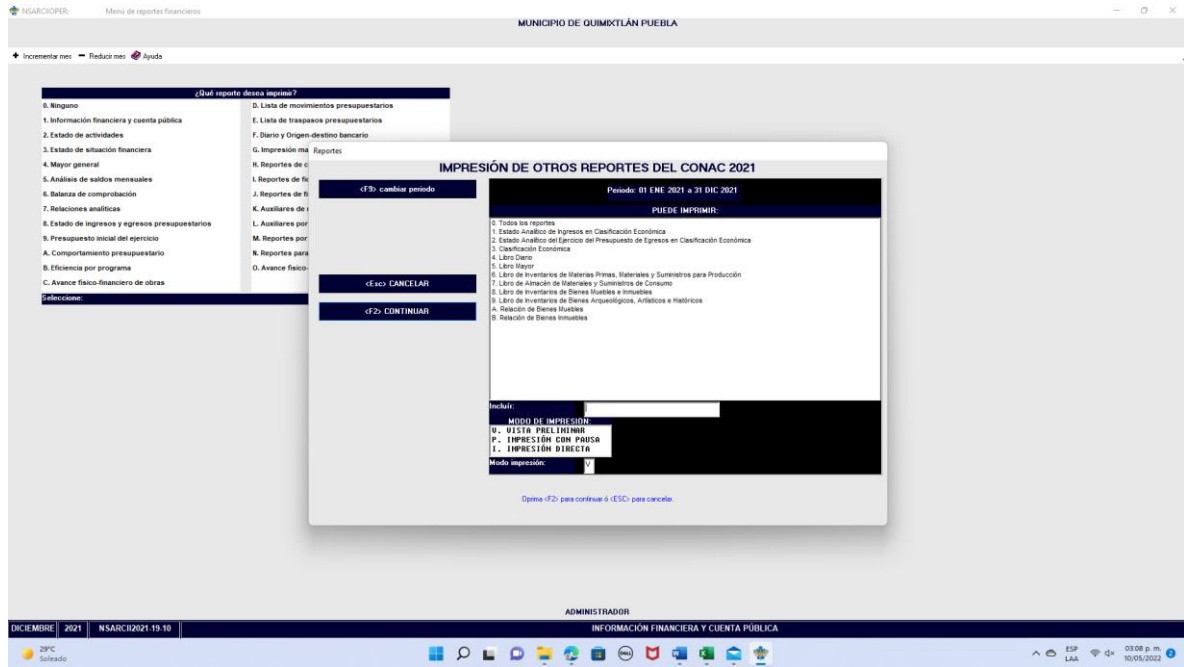 NSARCIIOPER: Menú de reportes financieros
MUNICIPIO DE QUIMIXTLÁN PUEBLA
Incrementar mes Reducir mes Ayuda
¿Qué reporte desea imprimir?
0. Ninguno
1. Información financiera y cuenta pública
2. Estado de actividades
3. Estado de situación financiera
4. Mayor general
5. Análisis de saldos mensuales
6. Balanza de comprobación
7. Relaciones analíticas
8. Estado de ingresos y egresos presupuestarios
9. Presupuesto inicial del ejercicio
A. Comportamiento presupuestario
B. Eficiencia por programa
C. Avance físico-financiero de obras
D. Lista de movimientos presupuestarios
E. Lista de traspasos presupuestarios
F. Diario y Origen-destino bancario
G. Impresión ma
H. Reportes de c
I. Reportes de fi
J. Reportes de fi
K. Auxiliares de
L. Auxiliares por
M. Reportes por
N. Reportes para
O. Avance físico-
Seleccione:
Reportes
IMPRESIÓN DE OTROS REPORTES DEL CONAC 2021
<F9> cambiar periodo
<Esc> CANCELAR
<F2> CONTINUAR
Periodo: 01 ENE 2021 a 31 DIC 2021
PUEDE IMPRIMIR:
0. Todos los reportes
1. Estado Analítico de Ingresos en Clasificación Económica
2. Estado Analítico del Ejercicio del Presupuesto de Egresos en Clasificación Económica
3. Clasificación Económica
4. Libro Diario
5. Libro Mayor
6. Libro de Inventarios de Materias Primas, Materiales y Suministros para Producción
7. Libro de Almacén de Materiales y Suministros de Consumo
8. Libro de Inventarios de Bienes Muebles e Inmuebles
9. Libro de Inventarios de Bienes Arqueológicos, Artísticos e Históricos
A. Relación de Bienes Muebles
B. Relación de Bienes Inmuebles
Incluir:
MODO DE IMPRESIÓN:
V. VISTA PRELIMINAR
P. IMPRESIÓN CON PAUSA
I. IMPRESIÓN DIRECTA
Modo impresión: V
Oprima <F2> para continuar ó <ESC> para cancelar.
ADMINISTRADOR
DICIEMBRE 2021 NSARCII2021-19-10 INFORMACIÓN FINANCIERA Y CUENTA PÚBLICA
29°C
Soleado
ESP
LAA
03:08 p. m.
10/05/2022